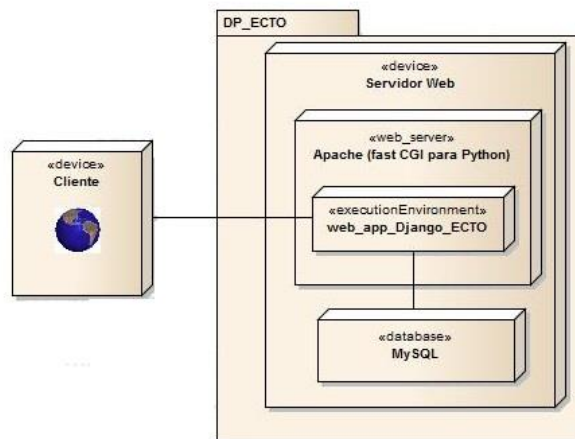 DP_ECTO
«device»
Servidor Web
«web_server»
Apache (fast CGI para Python)
«device»
Cliente
«executionEnvironment»
web_app_Django_ECTO
«database»
MySQL